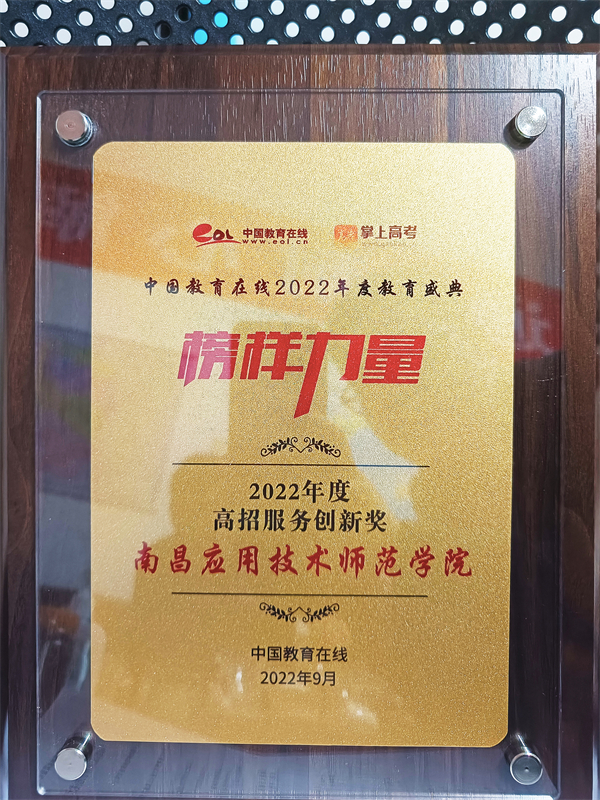 eol 中国教育在线 掌上高考
www.eol.cn
中国教育在线2022年度教育盛典
榜样力量
2022年度
高招服务创新奖
南昌应用技术师范学院
中国教育在线
2022年9月